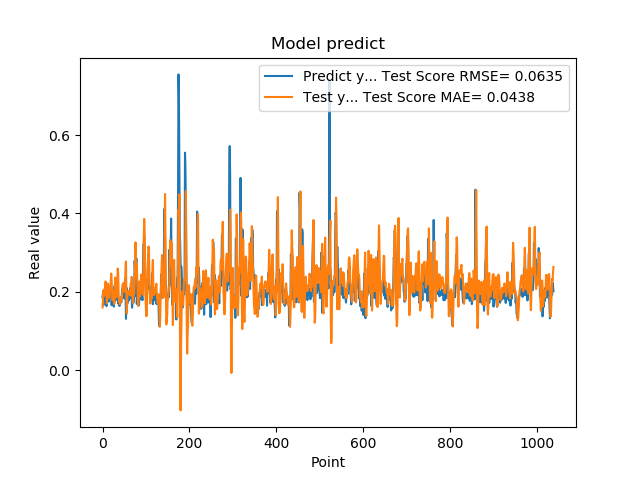 Model predict
Predict y... Test Score RMSE= 0.0635
Test y... Test Score MAE= 0.0438
Real value
0.6
0.4
0.2
0.0
0 200 400 600 800 1000
Point